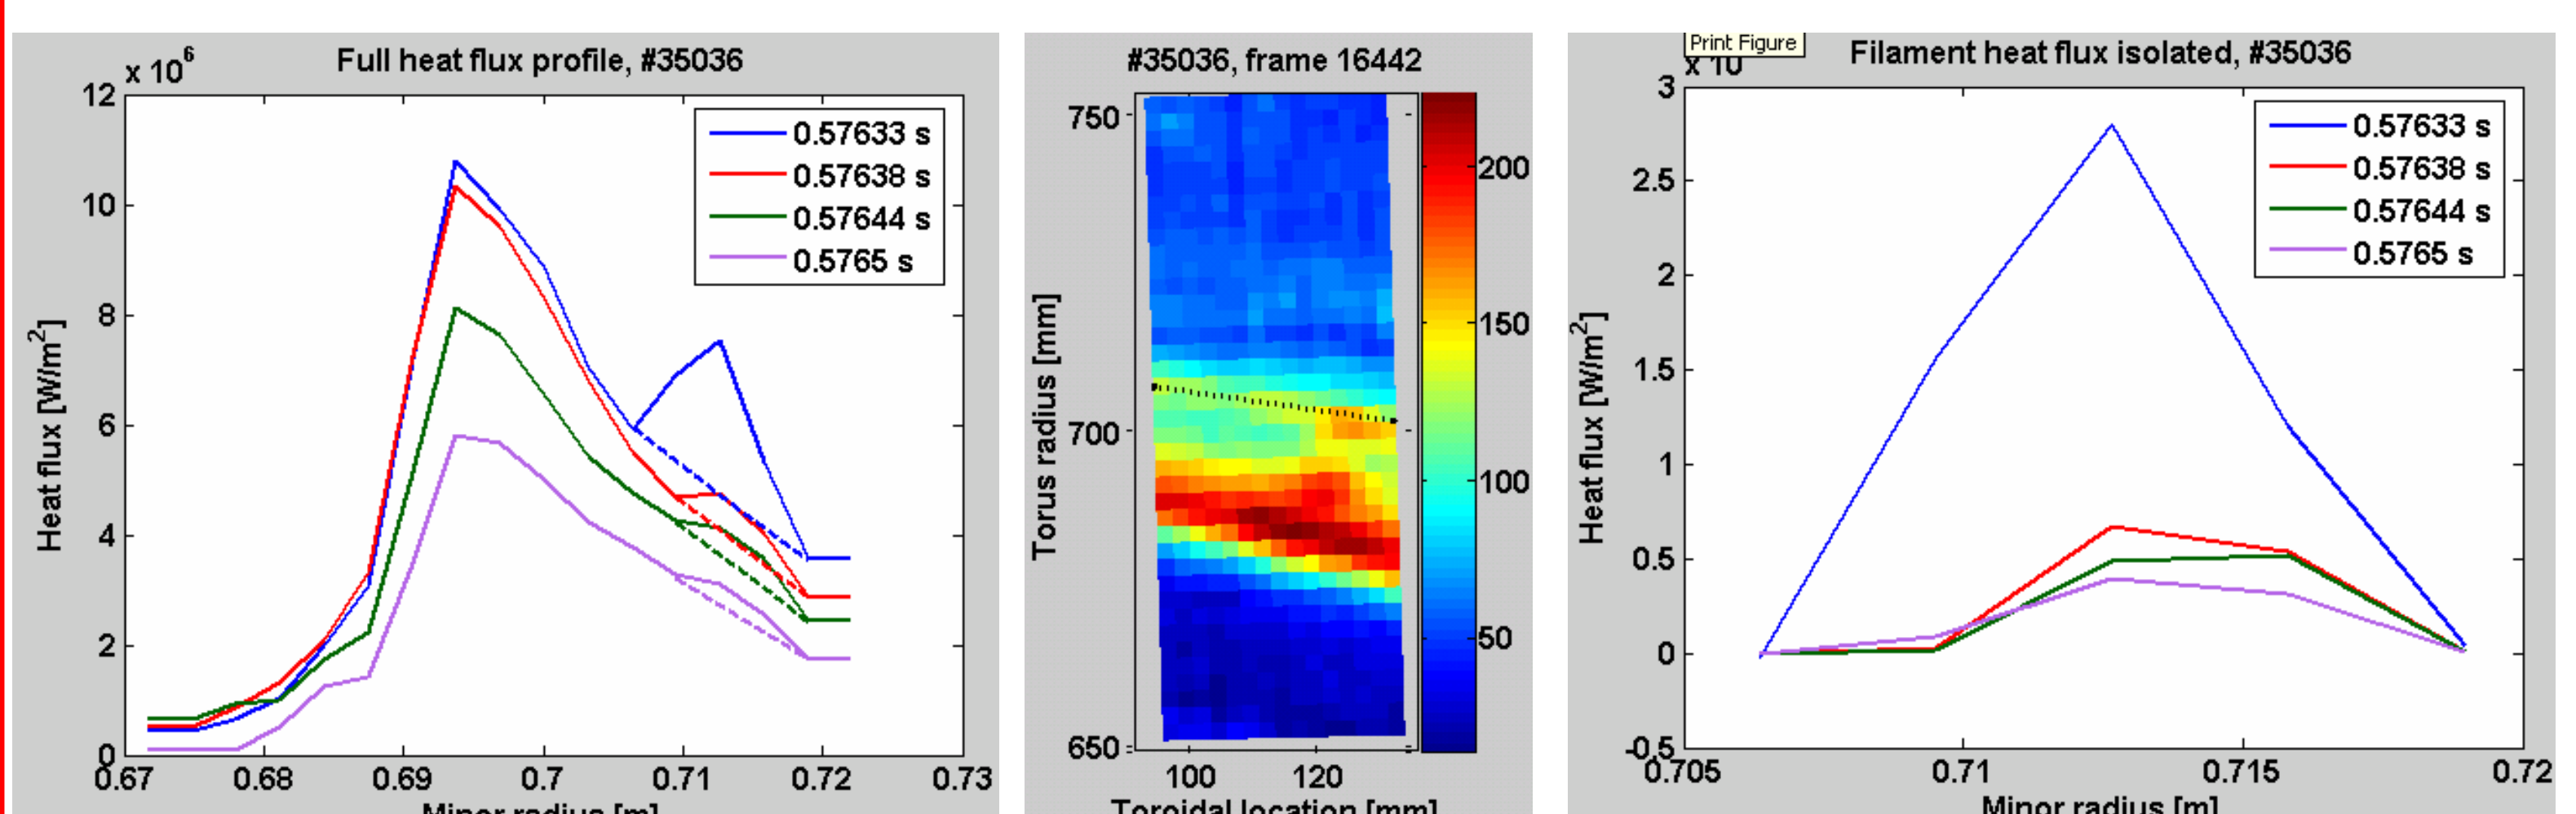 Full heat flux profile, #35036
x 10^6
12
10
8
6
4
2
0
Heat flux [W/m^2]
0.57633 s
0.57638 s
0.57644 s
0.5765 s
0.67 0.68 0.69 0.7 0.71 0.72 0.73
Minor radius [m]
#35036, frame 16442
750
700
650
Torus radius [mm]
200
150
100
50
100 120
Toroidal location [mm]
Print Figure
Filament heat flux isolated, #35036
x 10
3
2.5
2
1.5
1
0.5
0
-0.5
Heat flux [W/m^2]
0.57633 s
0.57638 s
0.57644 s
0.5765 s
0.705 0.71 0.715 0.72
Minor radius [m]